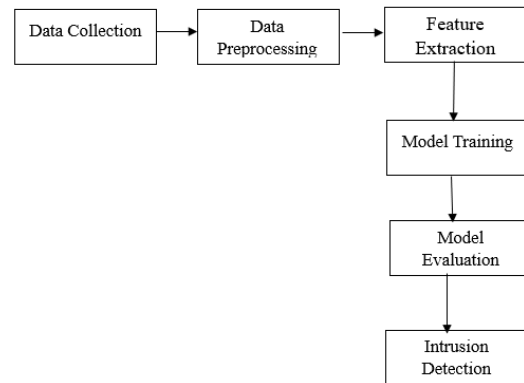 Data Collection
Data
Preprocessing
Feature
Extraction
Model Training
Model
Evaluation
Intrusion
Detection